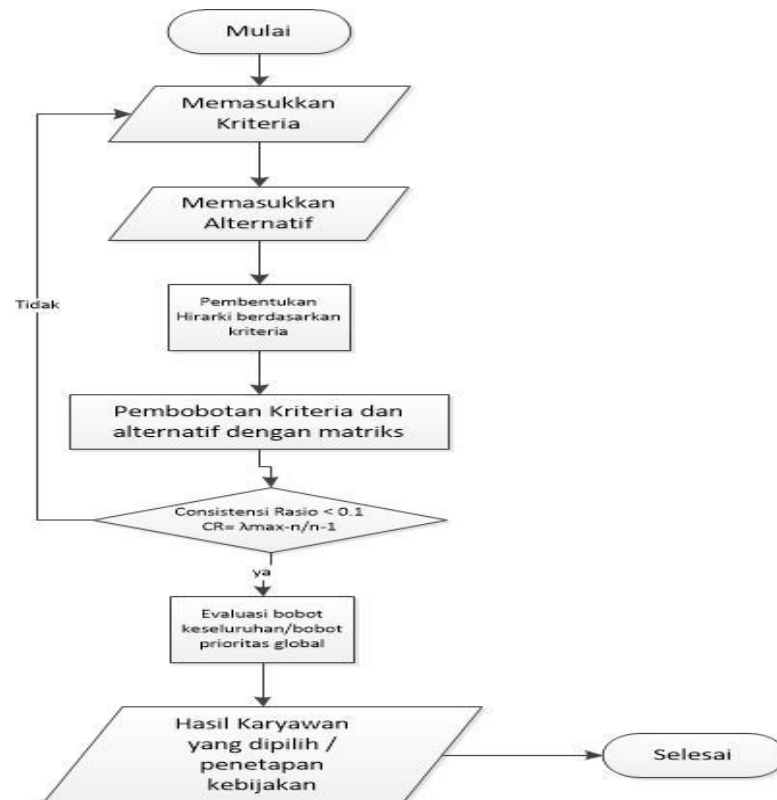 Mulai
Memasukkan
Kriteria
Memasukkan
Alternatif
Tidak
Pembentukan
Hirarki berdasarkan
kriteria
Pembobotan Kriteria dan
alternatif dengan matriks
Consistensi Rasio < 0.1
CR= λmax-n/n-1
ya
Evaluasi bobot
keseluruhan/bobot
prioritas global
Hasil Karyawan
yang dipilih /
penetapan
kebijakan
Selesai